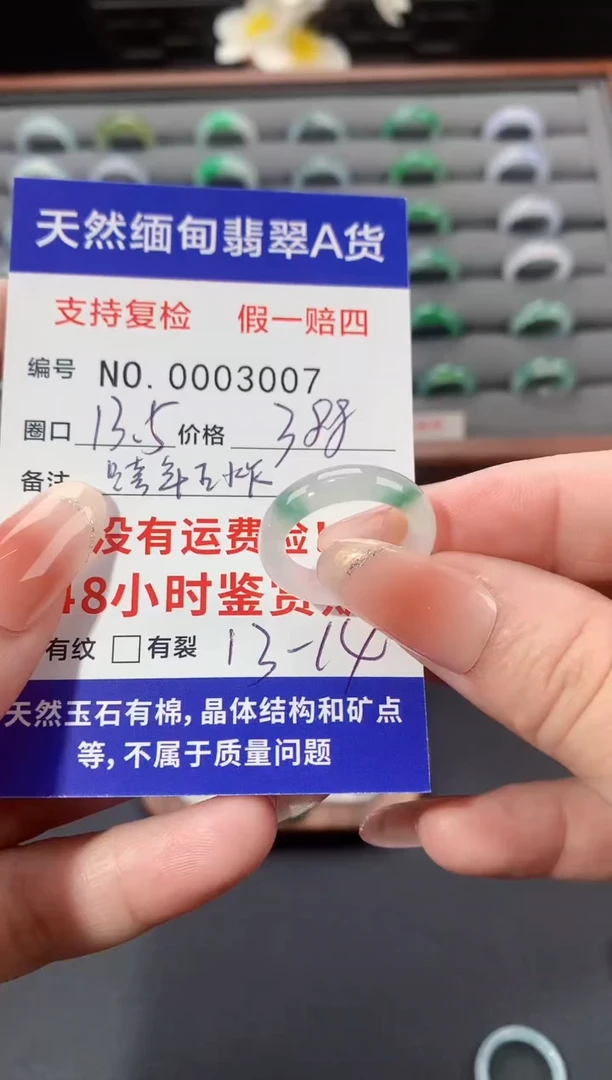 天然缅甸翡翠A货
支持复检 假一赔四
编号 NO.0003007
圈口 13.5 价格 388
备注 跨年
没有运费险!
48小时鉴赏
有纹 □有裂 13-14
天然玉石有棉,晶体结构和矿点
等,不属于质量问题